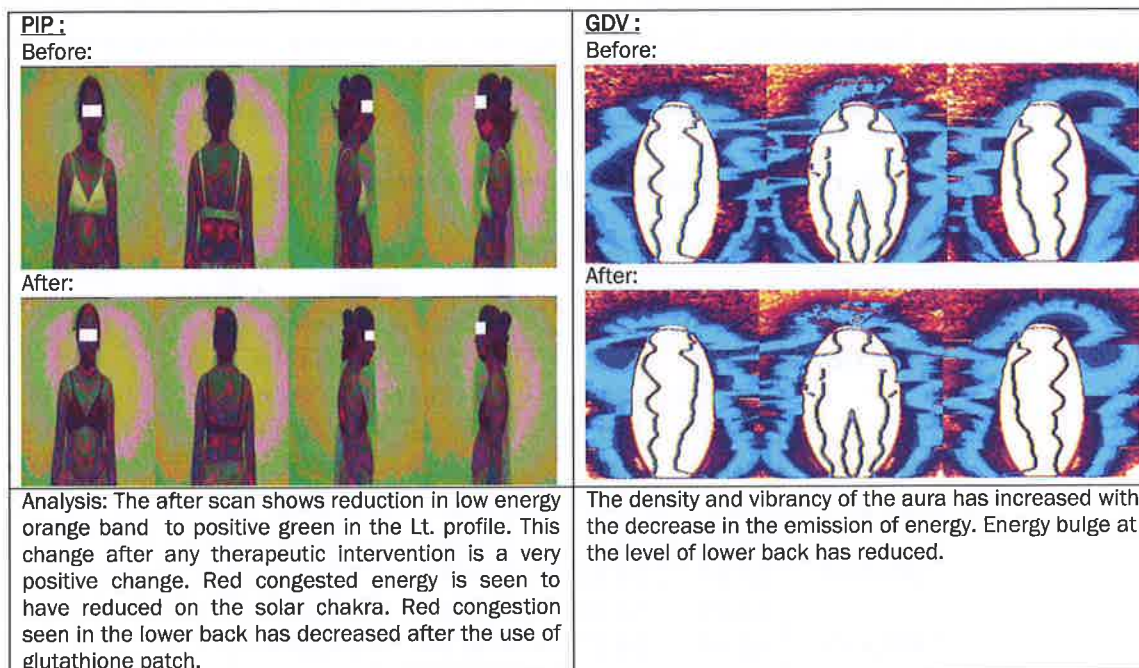 PIP :
Before:
After:
Analysis: The after scan shows reduction in low energy
orange band to positive green in the Lt. profile. This
change after any therapeutic intervention is a very
positive change. Red congested energy is seen to
have reduced on the solar chakra. Red congestion
seen in the lower back has decreased after the use of
glutathione patch.
GDV :
Before:
After:
The density and vibrancy of the aura has increased with
the decrease in the emission of energy. Energy bulge at
the level of lower back has reduced.